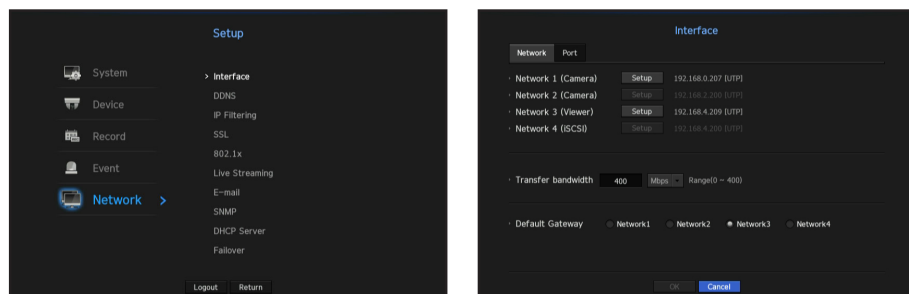 Setup
System
Device
Record
Event
Network >
> Interface
DDNS
IP Filtering
SSL
802.1x
Live Streaming
E-mail
SNMP
DHCP Server
Failover
Logout Return
Interface
Network Port
· Network 1 (Camera) Setup 192.168.0.207 [UTP]
· Network 2 (Camera) Setup 192.168.2.200 [UTP]
· Network 3 (Viewer) Setup 192.168.4.209 [UTP]
· Network 4 (iSCSI) Setup 192.168.4.200 [UTP]
· Transfer bandwidth 400 Mbps Range(0 ~ 400)
· Default Gateway Network1 Network2 Network3 Network4
OK Cancel